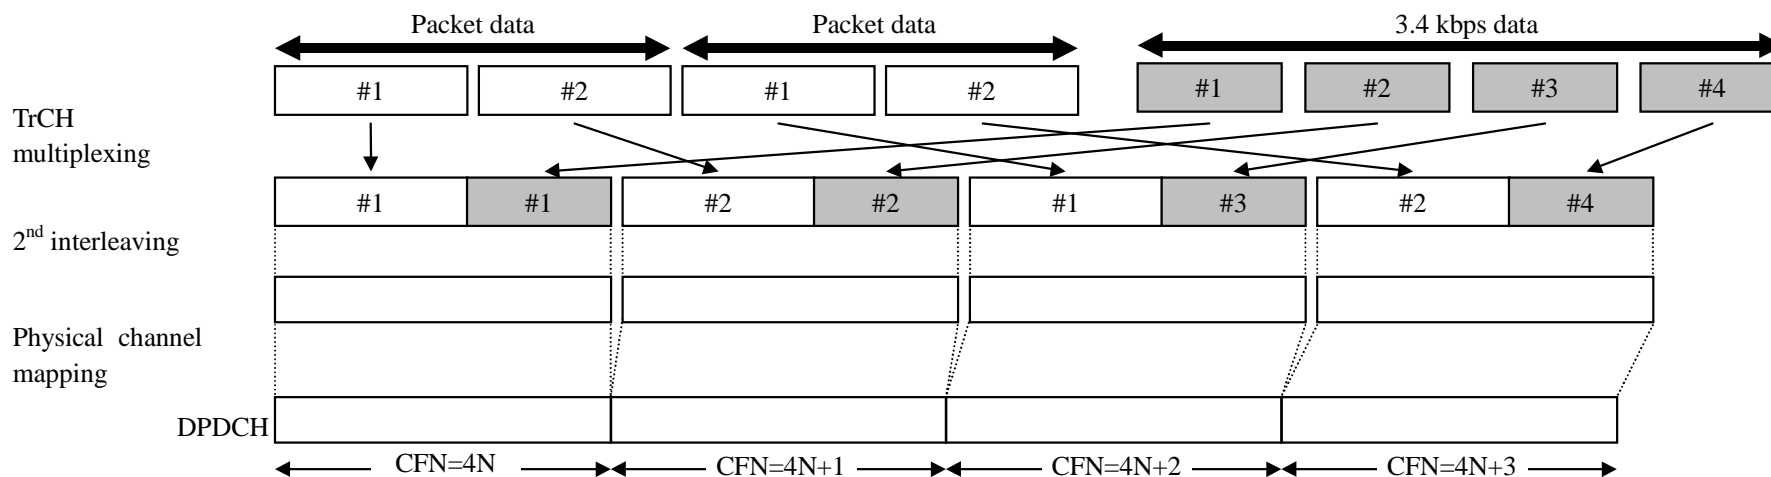 Packet data Packet data 3.4 kbps data
#1 #2 #1 #2 #1 #2 #3 #4
TrCH
multiplexing
#1 #1 #2 #2 #1 #3 #2 #4
2nd interleaving
Physical channel
mapping
DPDCH
CFN=4N CFN=4N+1 CFN=4N+2 CFN=4N+3